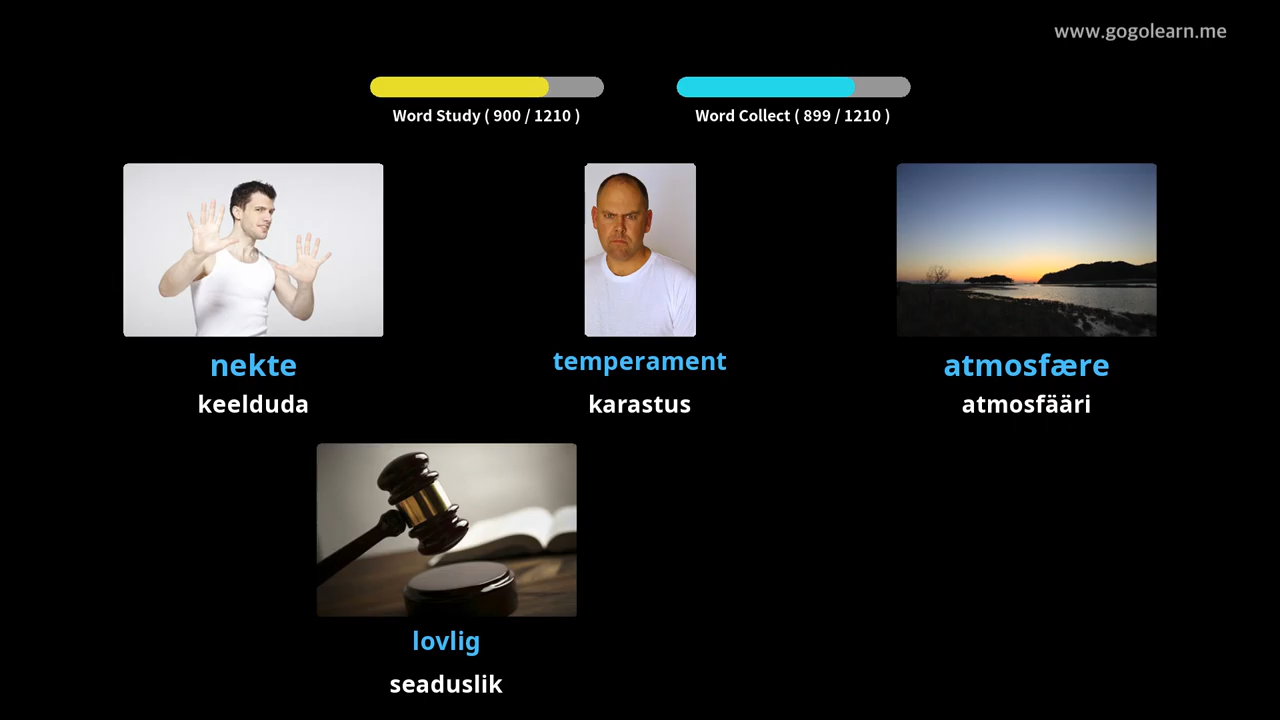 www.gogolearn.me
Word Study ( 900 / 1210 )
Word Collect ( 899 / 1210 )
nekte
keelduda
temperament
karastus
atmosfære
atmosfääri
lovlig
seaduslik